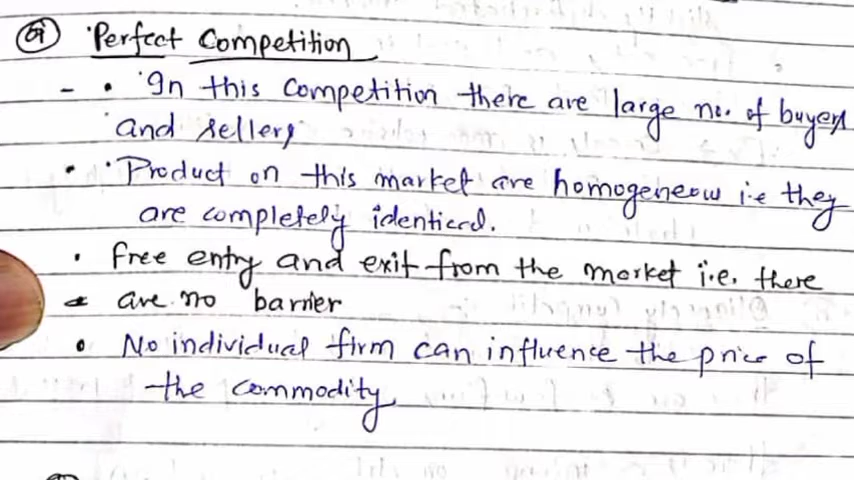 Perfect Competition
- • In this competition there are large no. of buyers
and sellers
• Product on this market are homogeneous i.e they
are completely identical.
• Free entry and exit from the market i.e. there
are no barrier
• No individual firm can influence the price of
the commodity